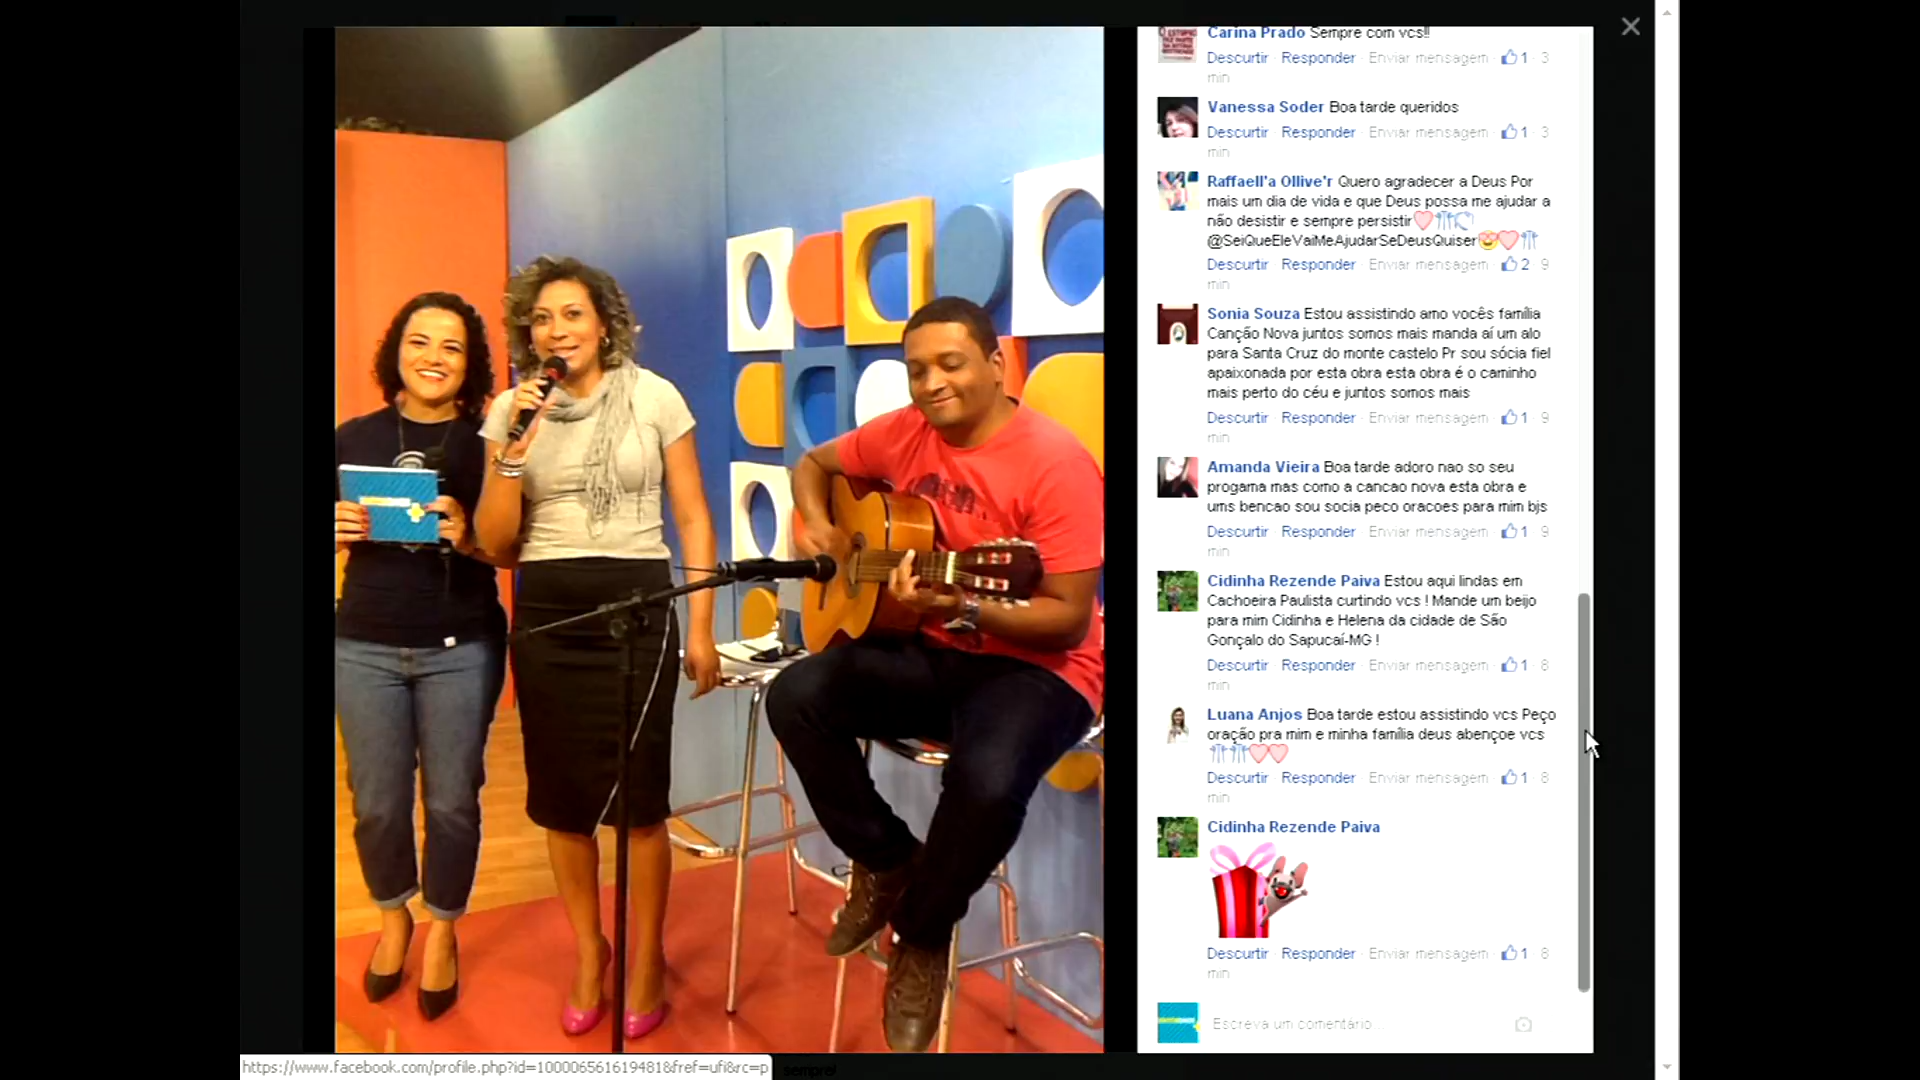 Carina Prado Sempre com vcs!!
Descurtir · Responder · Enviar mensagem · 1 · 3
min
Vanessa Soder Boa tarde queridos
Descurtir · Responder · Enviar mensagem · 1 · 3
min
Raffaell'a Ollive'r Quero agradecer a Deus Por
mais um dia de vida e que Deus possa me ajudar a
não desistir e sempre persistir
@SeiQueEleVaiMeAjudarSeDeusQuiser
Descurtir · Responder · Enviar mensagem · 2 · 9
min
Sonia Souza Estou assistindo amo vocês família
Canção Nova juntos somos mais manda aí um alo
para Santa Cruz do monte castelo Pr sou sócia fiel
apaixonada por esta obra esta obra é o caminho
mais perto do céu e juntos somos mais
Descurtir · Responder · Enviar mensagem · 1 · 9
min
Amanda Vieira Boa tarde adoro nao so seu
progama mas como a cancao nova esta obra e
ums bencao sou socia peco oracoes para mim bjs
Descurtir · Responder · Enviar mensagem · 1 · 9
min
Cidinha Rezende Paiva Estou aqui lindas em
Cachoeira Paulista curtindo vcs ! Mande um beijo
para mim Cidinha e Helena da cidade de São
Gonçalo do Sapucaí-MG !
Descurtir · Responder · Enviar mensagem · 1 · 8
min
Luana Anjos Boa tarde estou assistindo vcs Peço
oração pra mim e minha família deus abençoe vcs
Descurtir · Responder · Enviar mensagem · 1 · 8
min
Cidinha Rezende Paiva
Descurtir · Responder · Enviar mensagem · 1 · 8
min
Escreva um comentário...
https://www.facebook.com/profile.php?id=100006561619481&fref=ufi&rc=p
sempre!